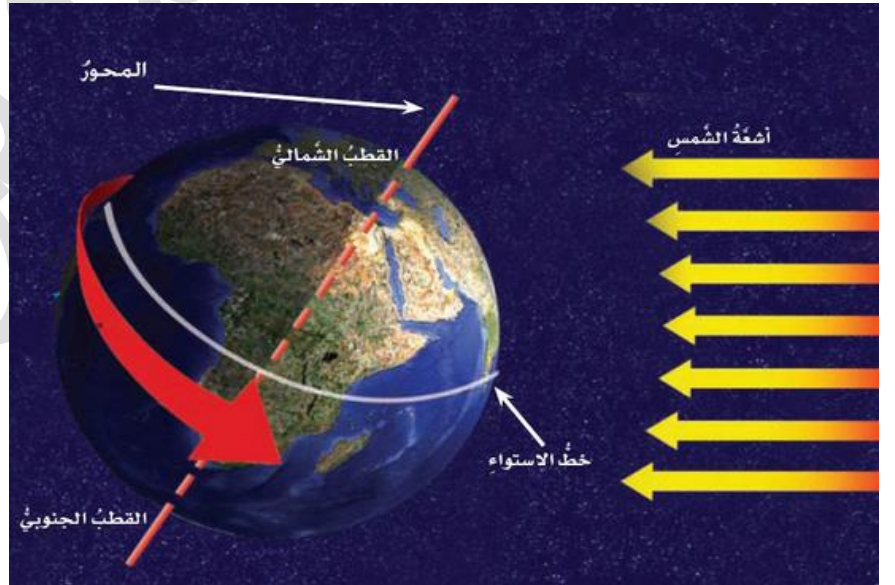 المحورُ
أشعَّةُ الشَّمسِ
القطبُ الشَّماليُّ
خطُّ الاستواءِ
القطبُ الجنوبيُّ